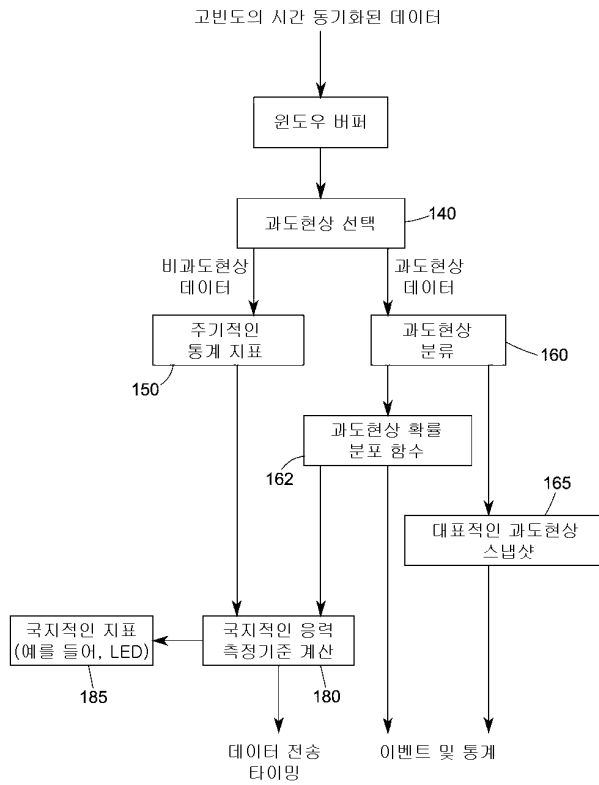 고빈도의 시간 동기화된 데이터
윈도우 버퍼
과도현상 선택
140
비과도현상
데이터
과도현상
데이터
주기적인
통계 지표
150
과도현상
분류
160
과도현상 확률
분포 함수
162
165
대표적인 과도현상
스냅샷
국지적인 지표
(예를 들어, LED)
185
국지적인 응력
측정기준 계산
180
데이터 전송
타이밍
이벤트 및 통계